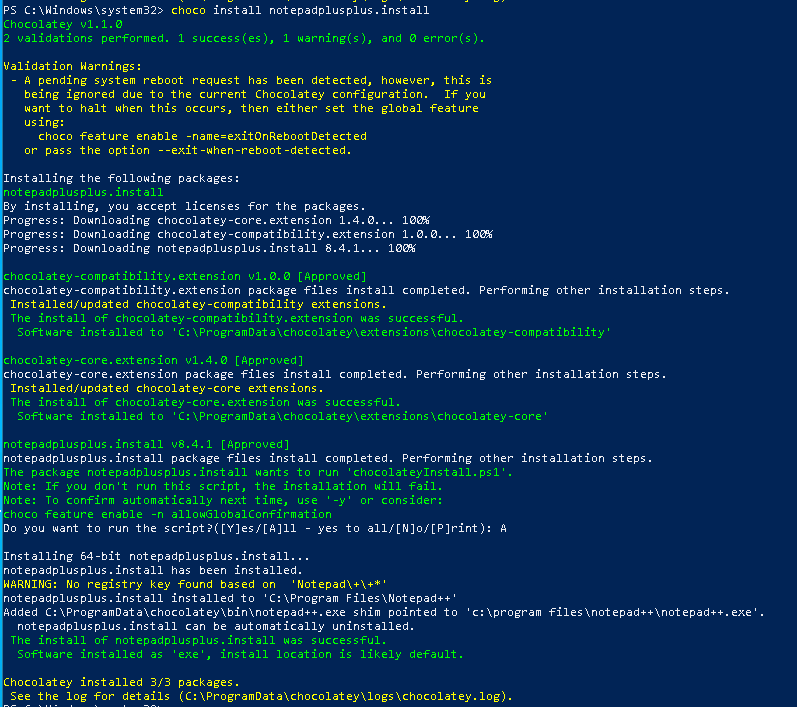 PS C:\Windows\system32> choco install notepadplusplus.install
Chocolatey v1.1.0
2 validations performed. 1 success(es), 1 warning(s), and 0 error(s).
Validation Warnings:
- A pending system reboot request has been detected, however, this is
being ignored due to the current Chocolatey configuration.  If you
want to halt when this occurs, then either set the global feature
using:
choco feature enable -name=exitOnRebootDetected
or pass the option --exit-when-reboot-detected.
Installing the following packages:
notepadplusplus.install
By installing, you accept licenses for the packages.
Progress: Downloading chocolatey-core.extension 1.4.0... 100%
Progress: Downloading chocolatey-compatibility.extension 1.0.0... 100%
Progress: Downloading notepadplusplus.install 8.4.1... 100%
chocolatey-compatibility.extension v1.0.0 [Approved]
chocolatey-compatibility.extension package files install completed. Performing other installation steps.
Installed/updated chocolatey-compatibility extensions.
The install of chocolatey-compatibility.extension was successful.
Software installed to 'C:\ProgramData\chocolatey\extensions\chocolatey-compatibility'
chocolatey-core.extension v1.4.0 [Approved]
chocolatey-core.extension package files install completed. Performing other installation steps.
Installed/updated chocolatey-core extensions.
The install of chocolatey-core.extension was successful.
Software installed to 'C:\ProgramData\chocolatey\extensions\chocolatey-core'
notepadplusplus.install v8.4.1 [Approved]
notepadplusplus.install package files install completed. Performing other installation steps.
The package notepadplusplus.install wants to run 'chocolateyInstall.ps1'.
Note: If you don't run this script, the installation will fail.
Note: To confirm automatically next time, use '-y' or consider:
choco feature enable -n allowGlobalConfirmation
Do you want to run the script?([Y]es/[A]ll - yes to all/[N]o/[P]rint): A
Installing 64-bit notepadplusplus.install...
notepadplusplus.install has been installed.
WARNING: No registry key found based on  'Notepad\+\+*'
notepadplusplus.install installed to 'C:\Program Files\Notepad++'
Added C:\ProgramData\chocolatey\bin\notepad++.exe shim pointed to 'c:\program files\notepad++\notepad++.exe'.
notepadplusplus.install can be automatically uninstalled.
The install of notepadplusplus.install was successful.
Software installed as 'exe', install location is likely default.
Chocolatey installed 3/3 packages.
See the log for details (C:\ProgramData\chocolatey\logs\chocolatey.log).